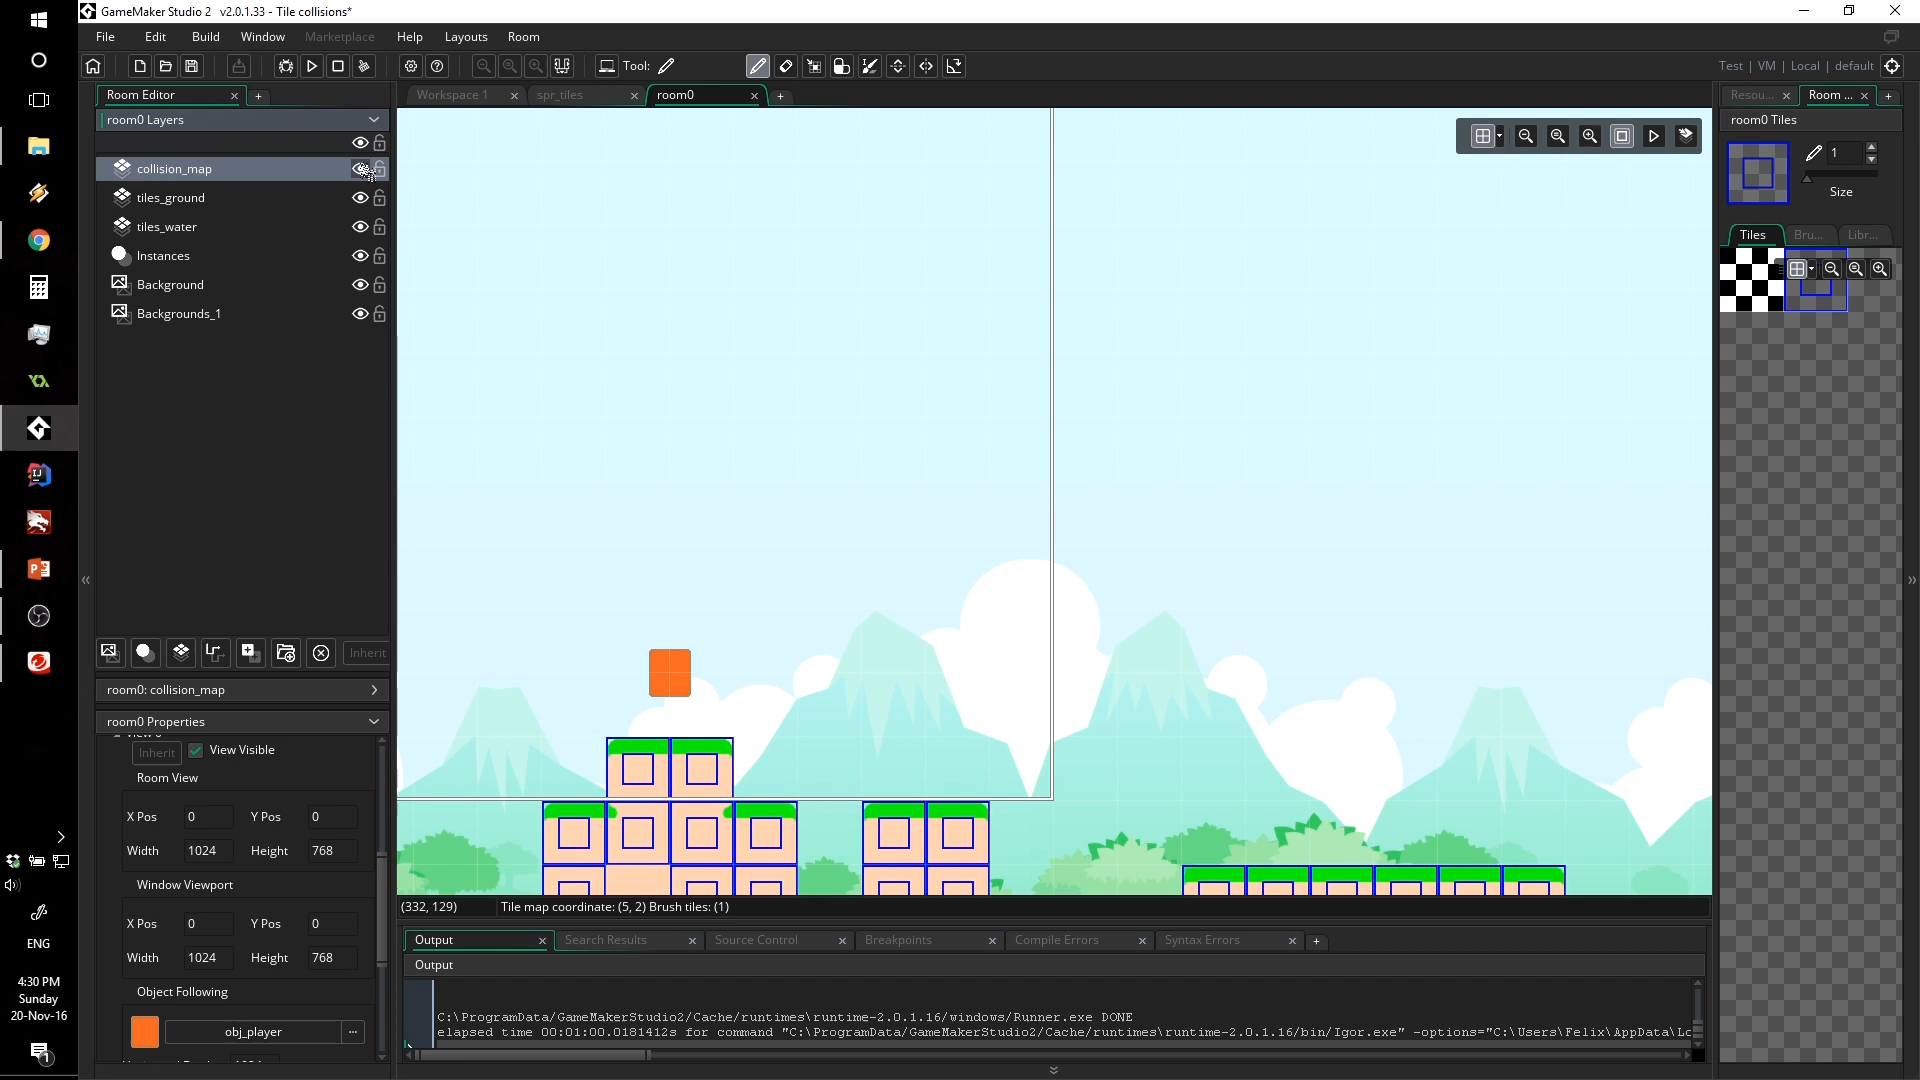 GameMaker Studio 2   v2.0.1.33 - Tile collisions*
File Edit Build Window Marketplace Help Layouts Room
Tool:
Test | VM | Local | default
Room Editor
Workspace 1
spr_tiles
room0
Resou...
Room ...
room0 Layers
collision_map
tiles_ground
tiles_water
Instances
Background
Backgrounds_1
Inherit
room0: collision_map
room0 Properties
Inherit
View Visible
Room View
X Pos 0 Y Pos 0
Width 1024 Height 768
Window Viewport
X Pos 0 Y Pos 0
Width 1024 Height 768
Object Following
obj_player ...
room0 Tiles
1
Size
Tiles Bru... Libr...
(332, 129) Tile map coordinate: (5, 2) Brush tiles: (1)
Output Search Results Source Control Breakpoints Compile Errors Syntax Errors
Output
C:\ProgramData/GameMakerStudio2/Cache/runtimes\runtime-2.0.1.16/windows/Runner.exe DONE
elapsed time 00:01:00.0181412s for command "C:\ProgramData/GameMakerStudio2/Cache/runtimes\runtime-2.0.1.16/bin/Igor.exe" -options="C:\Users\Felix\AppData\Lo
ENG
4:30 PM
Sunday
20-Nov-16
1